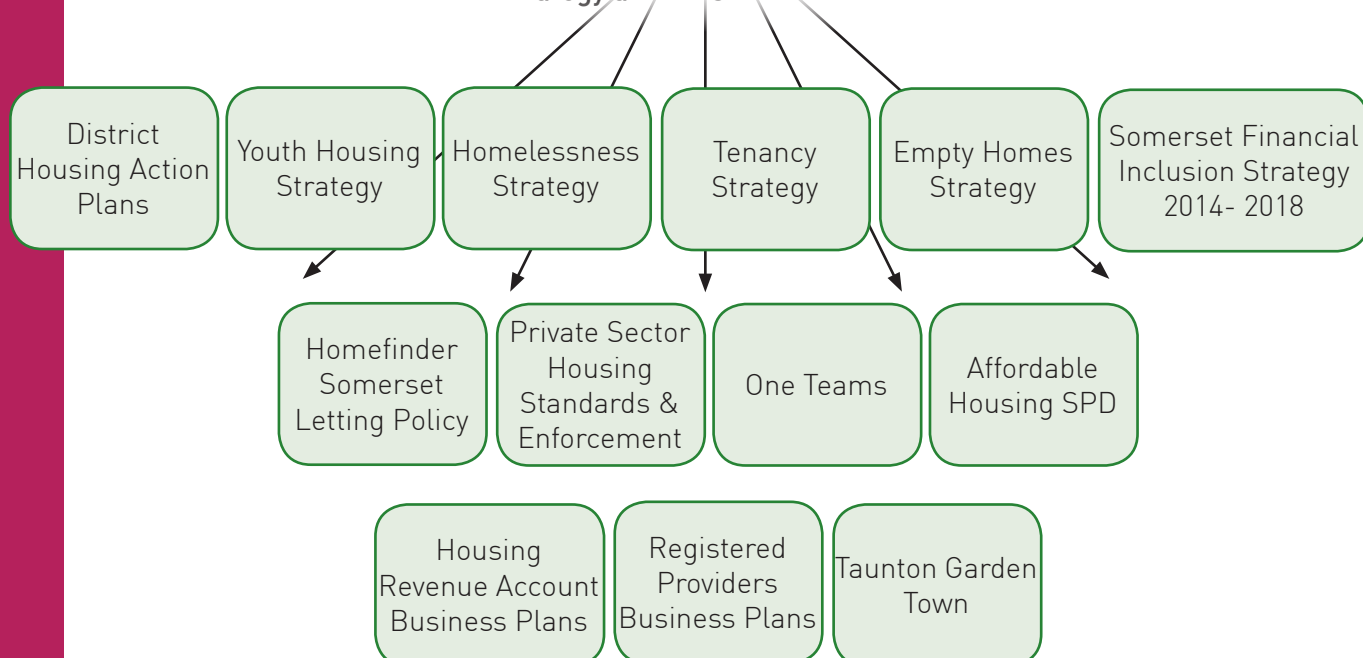 District
Housing Action
Plans
Youth Housing
Strategy
Homelessness
Strategy
Tenancy
Strategy
Empty Homes
Strategy
Somerset Financial
Inclusion Strategy
2014- 2018
Homefinder
Somerset
Letting Policy
Private Sector
Housing
Standards &
Enforcement
One Teams
Affordable
Housing SPD
Housing
Revenue Account
Business Plans
Registered
Providers
Business Plans
Taunton Garden
Town